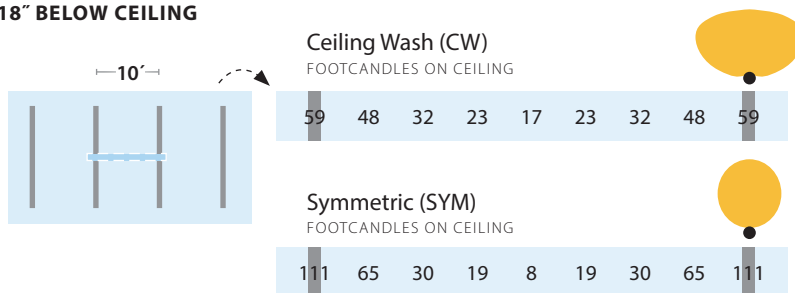 18˝ BELOW CEILING
10´
Ceiling Wash (CW)
FOOTCANDLES ON CEILING
59 48 32 23 17 23 32 48 59
Symmetric (SYM)
FOOTCANDLES ON CEILING
111 65 30 19 8 19 30 65 111